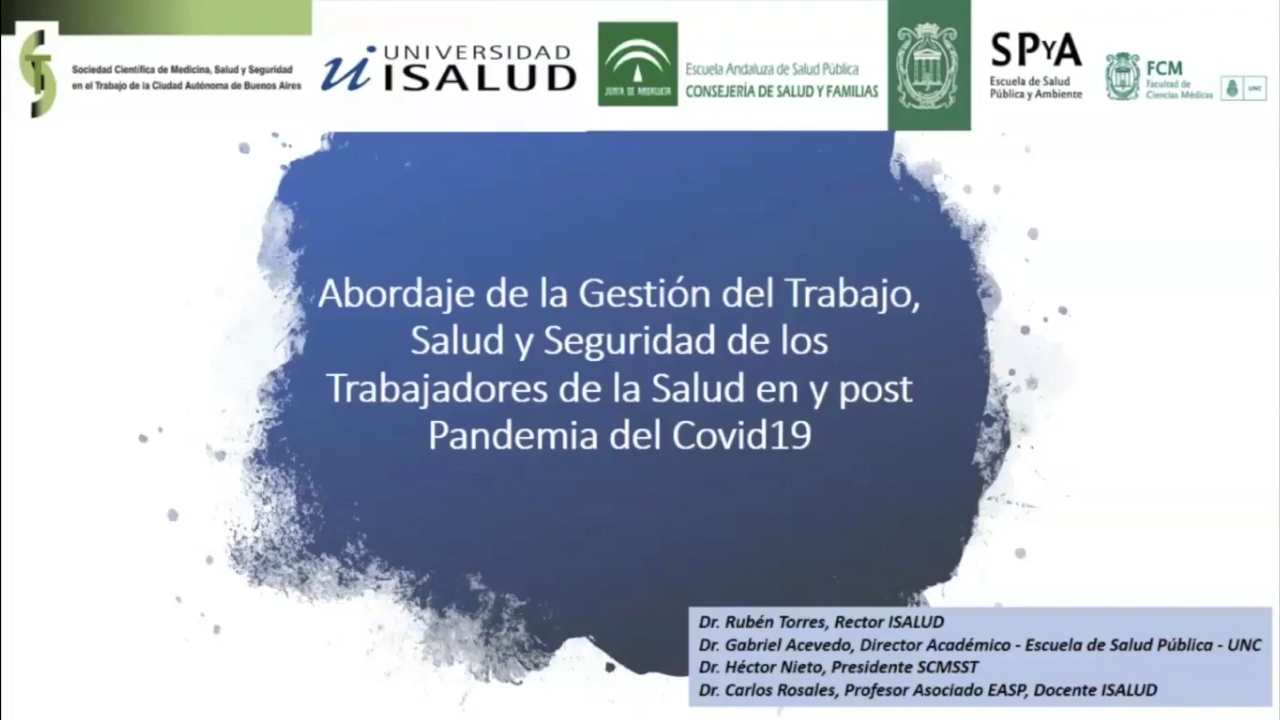 Sociedad Científica de Medicina, Salud y Seguridad
en el Trabajo de la Ciudad Autónoma de Buenos Aires
UNIVERSIDAD
ISALUD
JUNTA DE ANDALUCIA
Escuela Andaluza de Salud Pública
CONSEJERÍA DE SALUD Y FAMILIAS
SPYA
Escuela de Salud
Pública y Ambiente
FCM
Facultad de
Ciencias Médicas
UNC
Abordaje de la Gestión del Trabajo,
Salud y Seguridad de los
Trabajadores de la Salud en y post
Pandemia del Covid19
Dr. Rubén Torres, Rector ISALUD
Dr. Gabriel Acevedo, Director Académico - Escuela de Salud Pública - UNC
Dr. Héctor Nieto, Presidente SCMSST
Dr. Carlos Rosales, Profesor Asociado EASP, Docente ISALUD